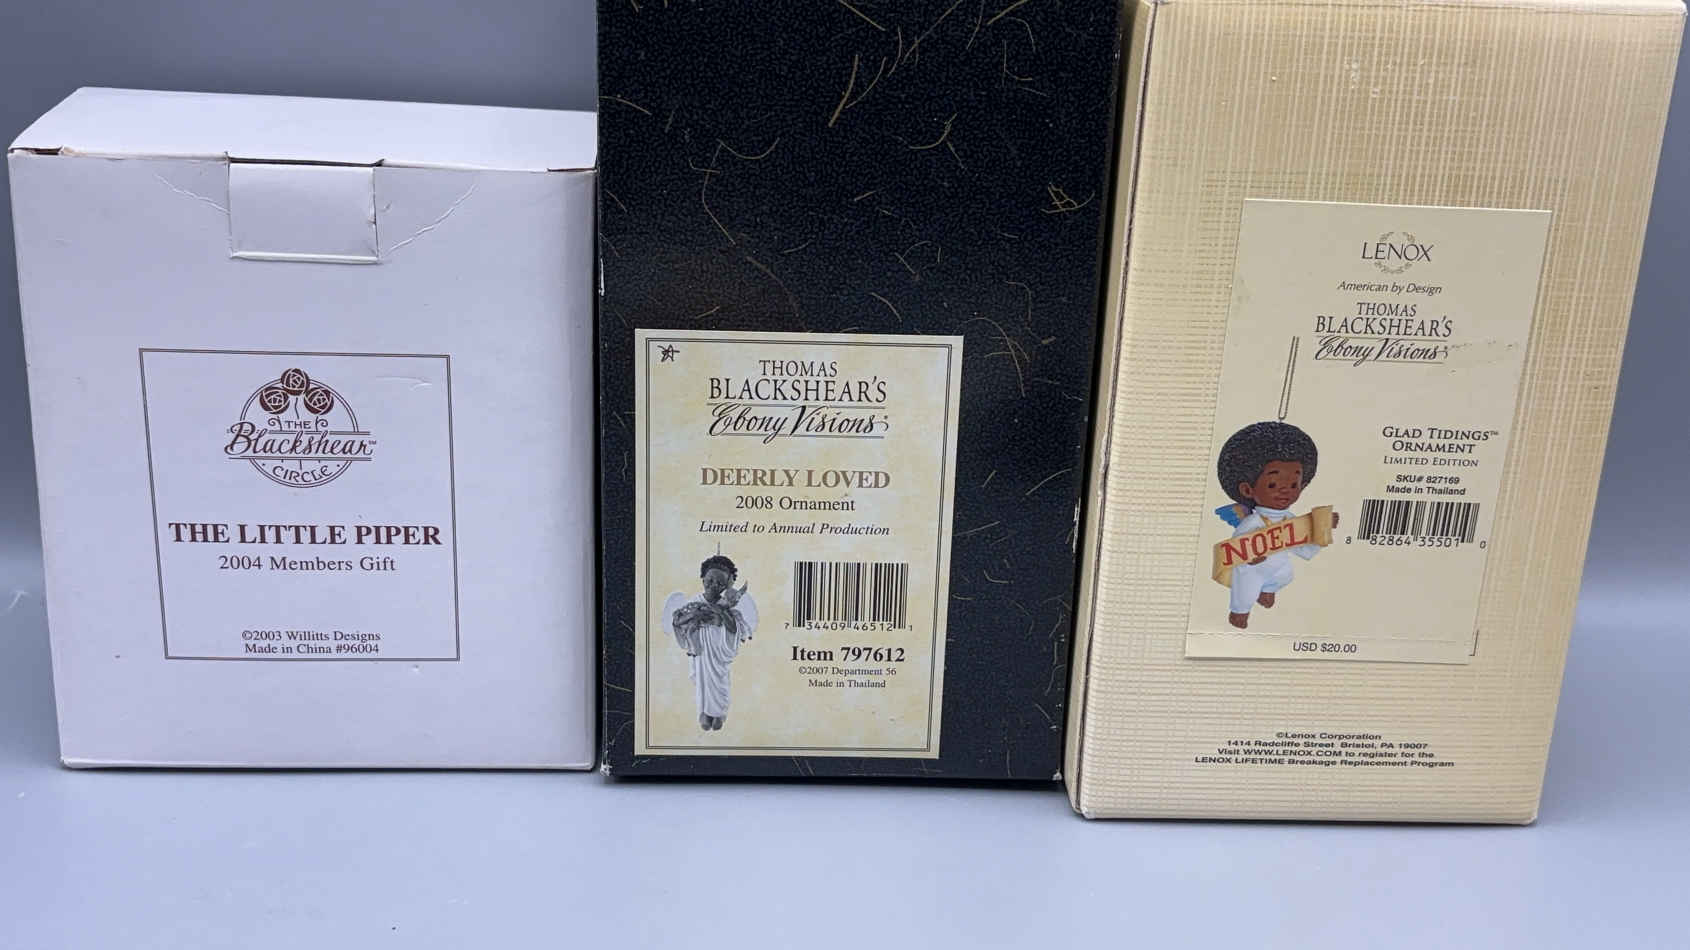 THE
Blackshear™
CIRCLE
THE LITTLE PIPER
2004 Members Gift
©2003 Willitts Designs
Made in China #96004
THOMAS
BLACKSHEAR'S
Ebony Visions®
DEERLY LOVED
2008 Ornament
Limited to Annual Production
7 34409 46512 1
Item 797612
©2007 Department 56
Made in Thailand
LENOX
American by Design
THOMAS
BLACKSHEAR'S
Ebony Visions®
GLAD TIDINGS™
ORNAMENT
LIMITED EDITION
SKU# 827169
Made in Thailand
NOEL
8 82864 35501 0
USD $20.00
©Lenox Corporation
1414 Radcliffe Street Bristol, PA 19007
Visit WWW.LENOX.COM to register for the
LENOX LIFETIME Breakage Replacement Program